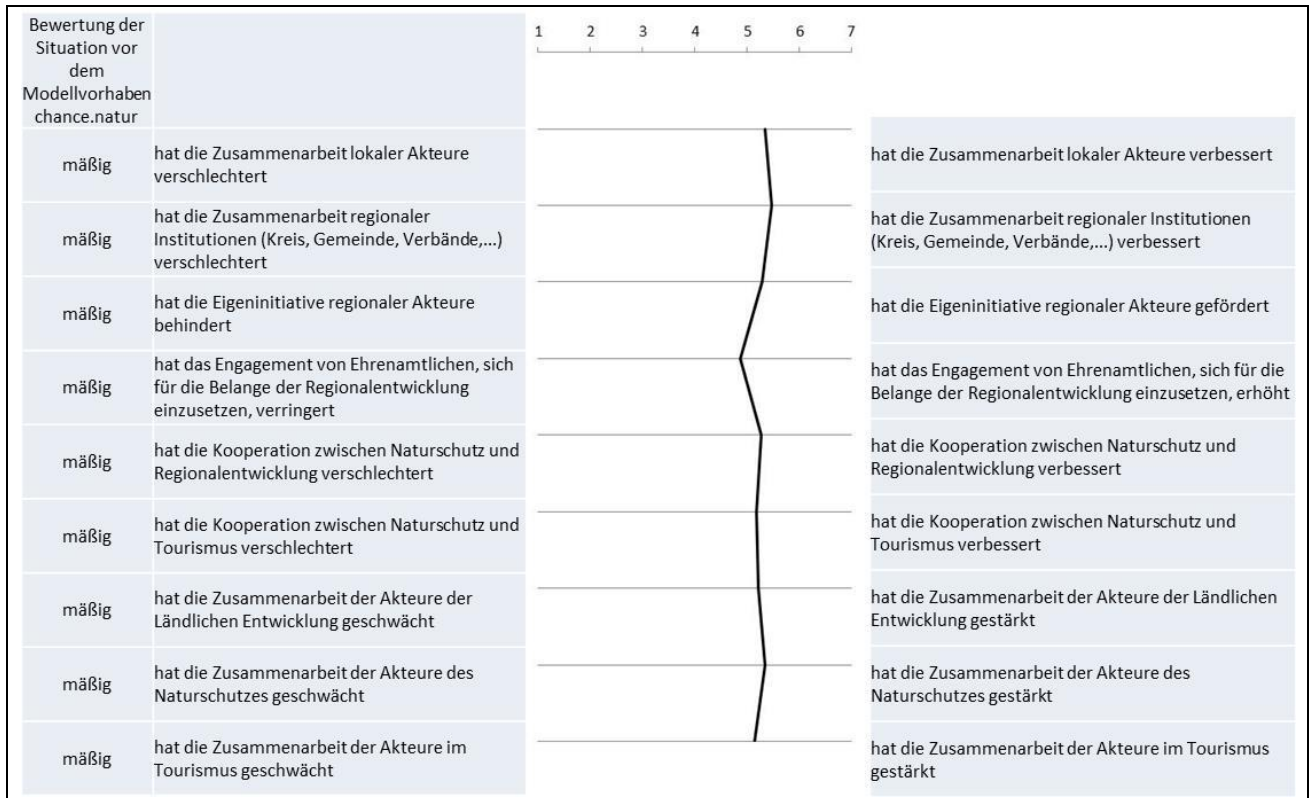 Bewertung der
Situation vor
dem
Modellvorhaben
chance.natur
1 2 3 4 5 6 7
mäßig
hat die Zusammenarbeit lokaler Akteure
verschlechtert
hat die Zusammenarbeit lokaler Akteure verbessert
mäßig
hat die Zusammenarbeit regionaler
Institutionen (Kreis, Gemeinde, Verbände,...)
verschlechtert
hat die Zusammenarbeit regionaler Institutionen
(Kreis, Gemeinde, Verbände,...) verbessert
mäßig
hat die Eigeninitiative regionaler Akteure
behindert
hat die Eigeninitiative regionaler Akteure gefördert
mäßig
hat das Engagement von Ehrenamtlichen, sich
für die Belange der Regionalentwicklung
einzusetzen, verringert
hat das Engagement von Ehrenamtlichen, sich für die
Belange der Regionalentwicklung einzusetzen, erhöht
mäßig
hat die Kooperation zwischen Naturschutz und
Regionalentwicklung verschlechtert
hat die Kooperation zwischen Naturschutz und
Regionalentwicklung verbessert
mäßig
hat die Kooperation zwischen Naturschutz und
Tourismus verschlechtert
hat die Kooperation zwischen Naturschutz und
Tourismus verbessert
mäßig
hat die Zusammenarbeit der Akteure der
Ländlichen Entwicklung geschwächt
hat die Zusammenarbeit der Akteure der Ländlichen
Entwicklung gestärkt
mäßig
hat die Zusammenarbeit der Akteure des
Naturschutzes geschwächt
hat die Zusammenarbeit der Akteure des
Naturschutzes gestärkt
mäßig
hat die Zusammenarbeit der Akteure im
Tourismus geschwächt
hat die Zusammenarbeit der Akteure im Tourismus
gestärkt